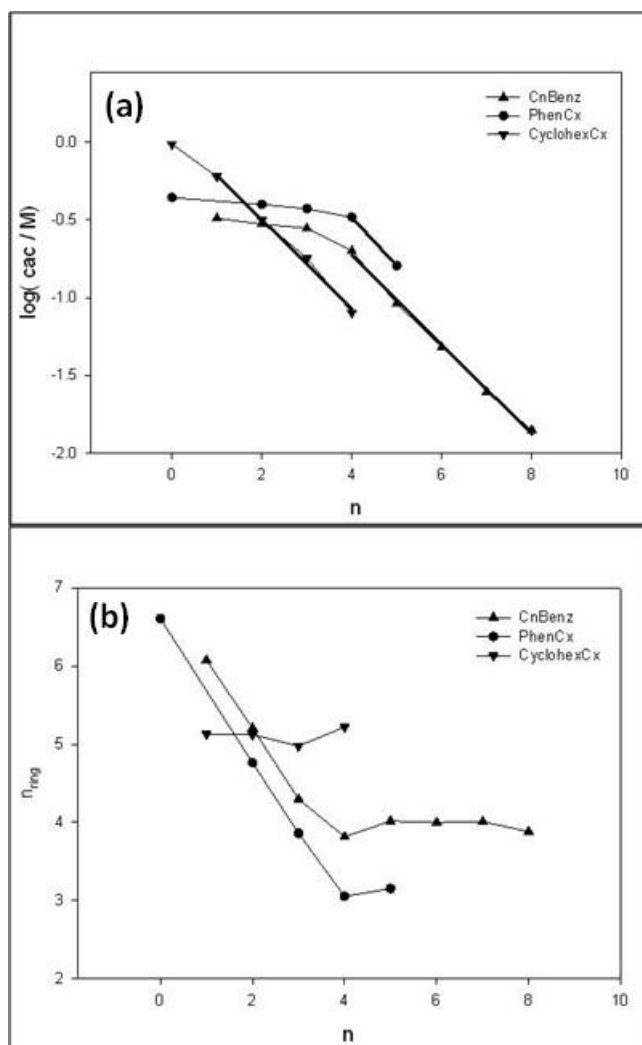 (a)
CnBenz
PhenCx
CyclohexCx
0.0
-0.5
-1.0
-1.5
-2.0
log( cac / M)
0 2 4 6 8 10
n
(b)
CnBenz
PhenCx
CyclohexCx
7
6
5
4
3
2
nring
0 2 4 6 8 10
n